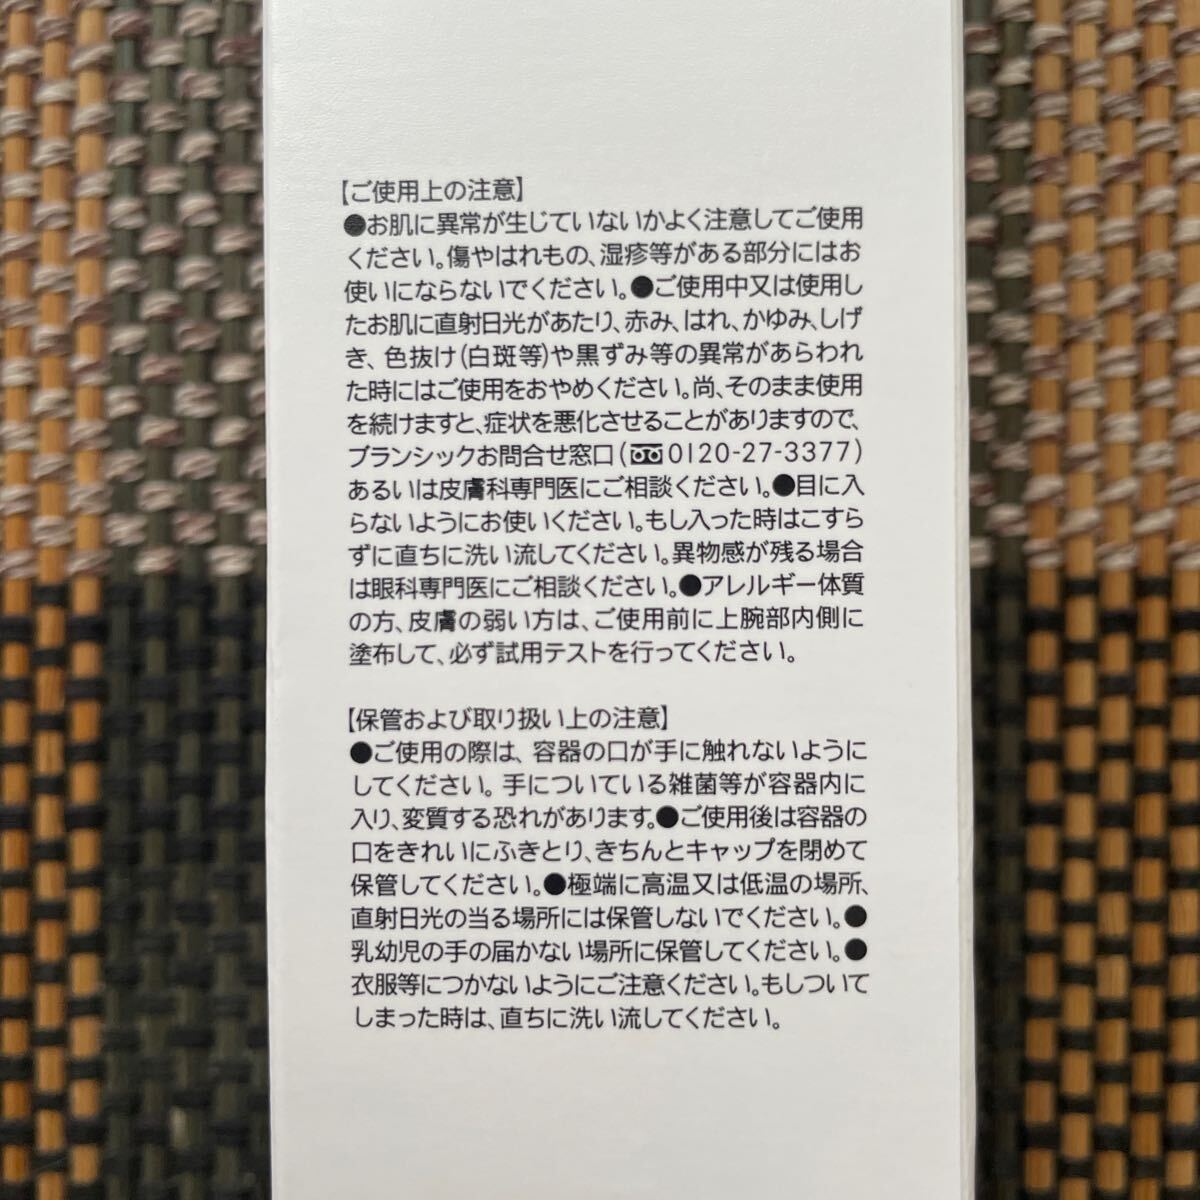 【ご使用上の注意】
●お肌に異常が生じていないかよく注意してご使用
ください。傷やはれもの、湿疹等がある部分にはお
使いにならないでください。●ご使用中又は使用し
たお肌に直射日光があたり、赤み、はれ、かゆみ、しげ
き、色抜け(白斑等)や黒ずみ等の異常があらわれ
た時にはご使用をおやめください。尚、そのまま使用
を続けますと、症状を悪化させることがありますので、
ブランシックお問合せ窓口(0120-27-3377)
あるいは皮膚科専門医にご相談ください。●目に入
らないようにお使いください。もし入った時はこすら
ずに直ちに洗い流してください。異物感が残る場合
は眼科専門医にご相談ください。●アレルギー体質
の方、皮膚の弱い方は、ご使用前に上腕部内側に
塗布して、必ず試用テストを行ってください。
【保管および取り扱い上の注意】
●ご使用の際は、容器の口が手に触れないように
してください。手についている雑菌等が容器内に
入り、変質する恐れがあります。●ご使用後は容器の
口をきれいにふきとり、きちんとキャップを閉めて
保管してください。●極端に高温又は低温の場所、
直射日光の当る場所には保管しないでください。●
乳幼児の手の届かない場所に保管してください。●
衣服等につかないようにご注意ください。もしついて
しまった時は、直ちに洗い流してください。